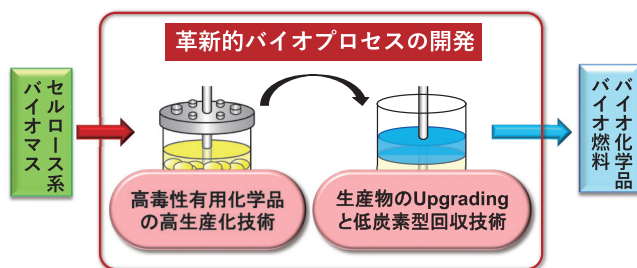 革新的バイオプロセスの開発
セルロース系
バイオマス
高毒性有用化学品
の高生産化技術
生産物のUpgrading
と低炭素型回収技術
バイオ化学品
バイオ燃料